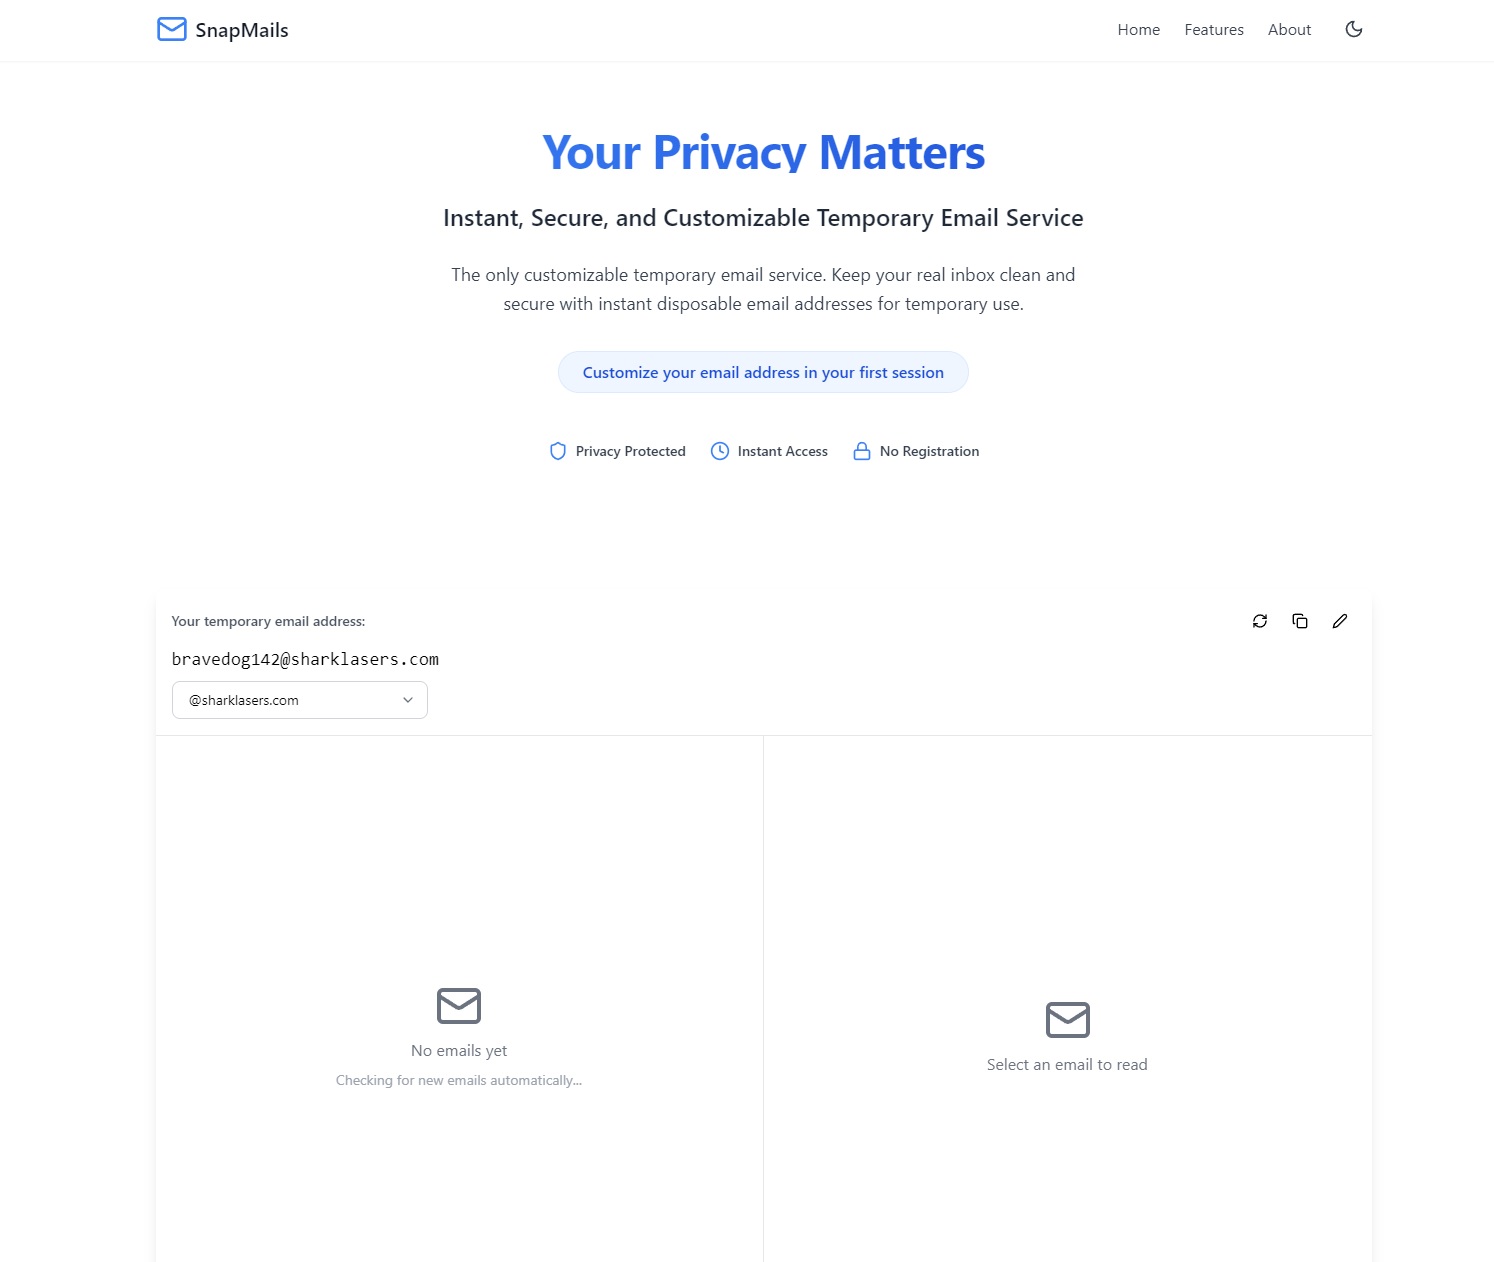 SnapMails
Home Features About
Your Privacy Matters
Instant, Secure, and Customizable Temporary Email Service
The only customizable temporary email service. Keep your real inbox clean and
secure with instant disposable email addresses for temporary use.
Customize your email address in your first session
Privacy Protected Instant Access No Registration
Your temporary email address:
bravedog142@sharklasers.com
@sharklasers.com
No emails yet
Checking for new emails automatically...
Select an email to read